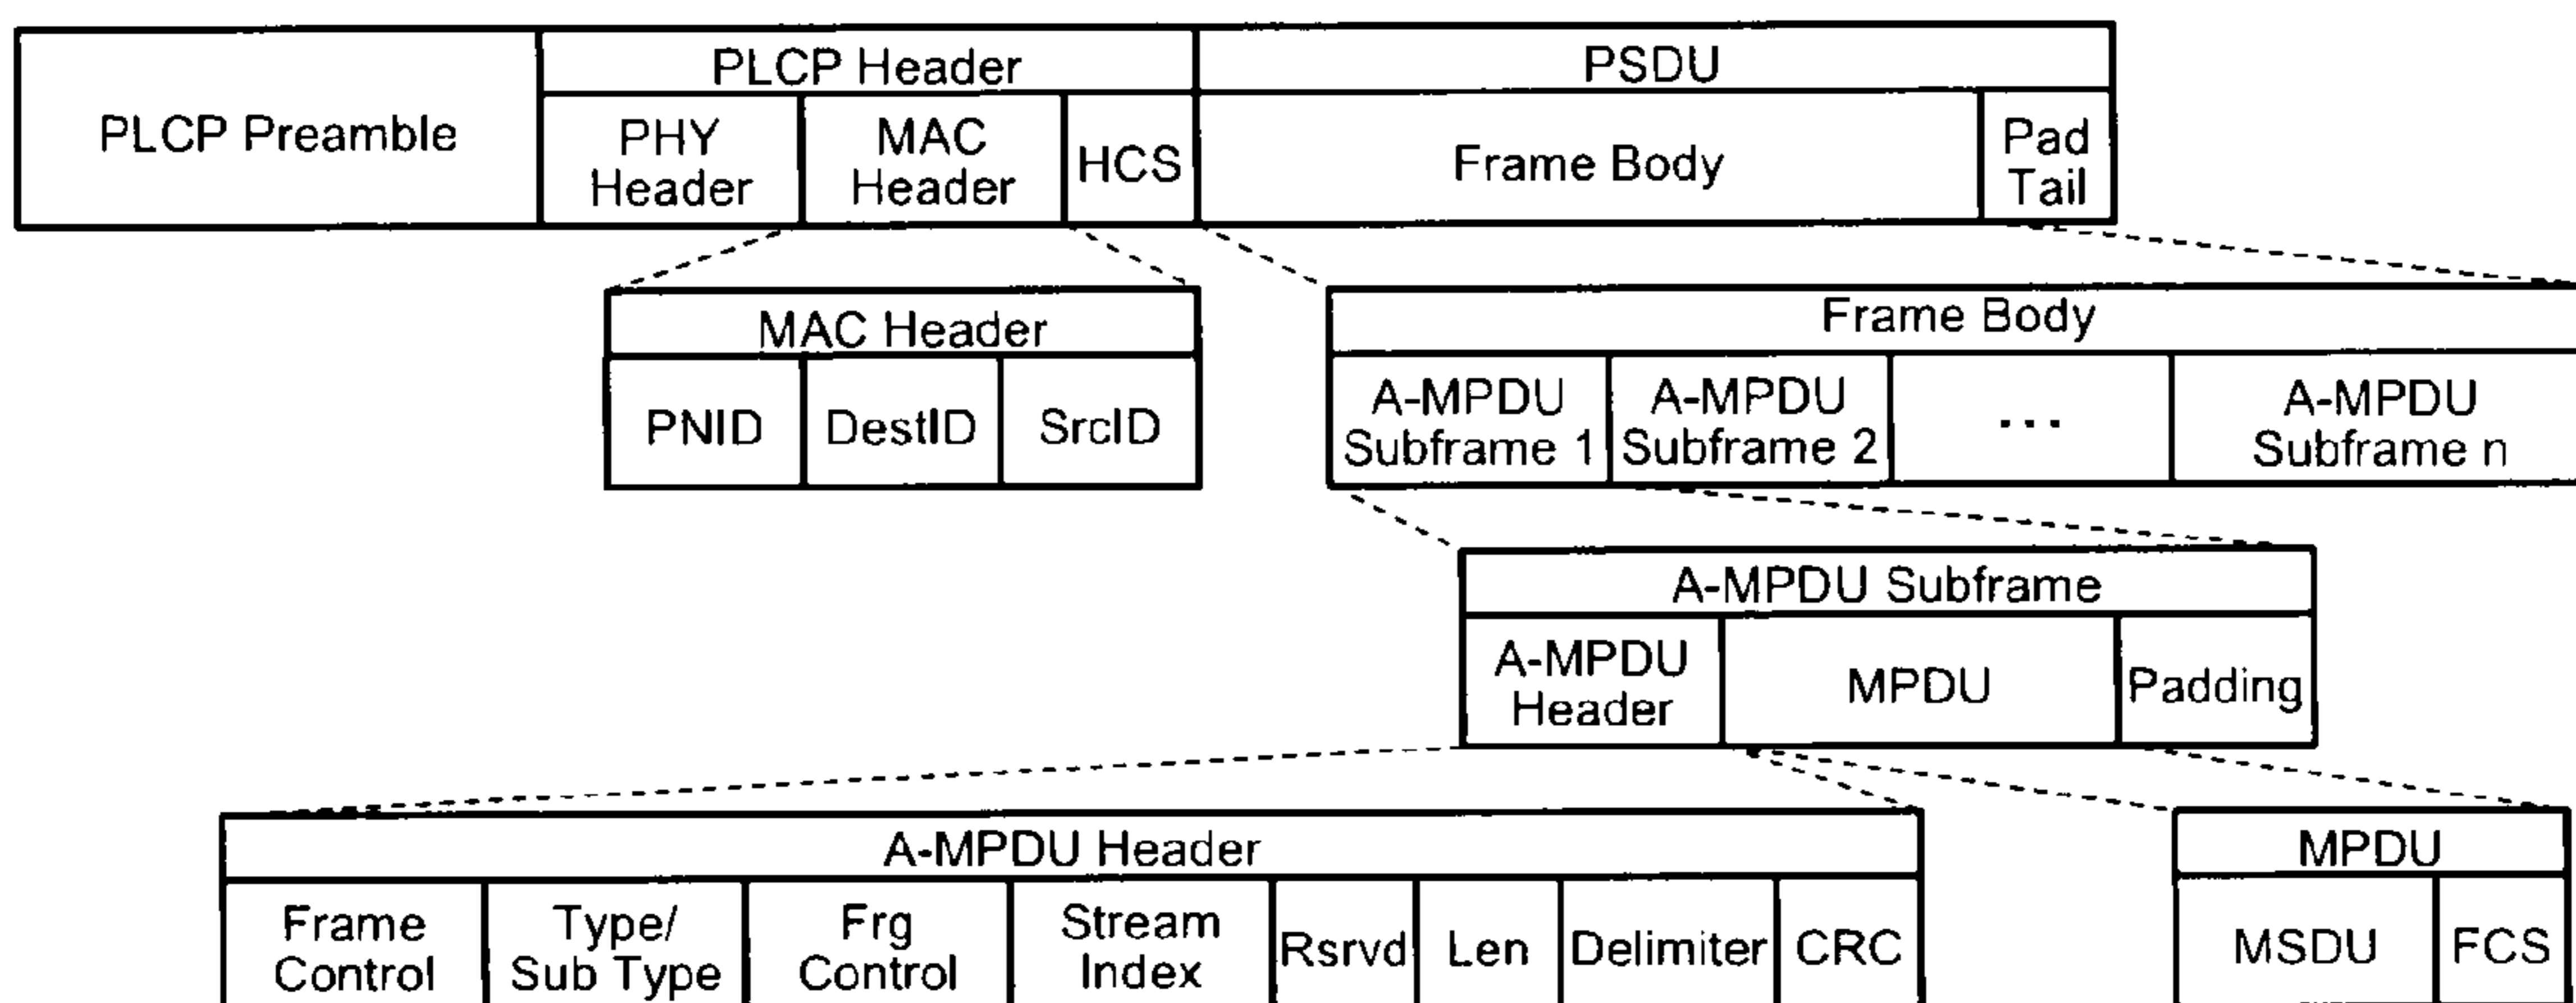 PLCP Preamble
PLCP Header
PSDU
PHY
Header
MAC
Header
HCS
Frame Body
Pad
Tail
MAC Header
PNID
DestID
SrcID
Frame Body
A-MPDU
Subframe 1
A-MPDU
Subframe 2
...
A-MPDU
Subframe n
A-MPDU Subframe
A-MPDU
Header
MPDU
Padding
A-MPDU Header
Frame
Control
Type/
Sub Type
Frg
Control
Stream
Index
Rsrvd
Len
Delimiter
CRC
MPDU
MSDU
FCS